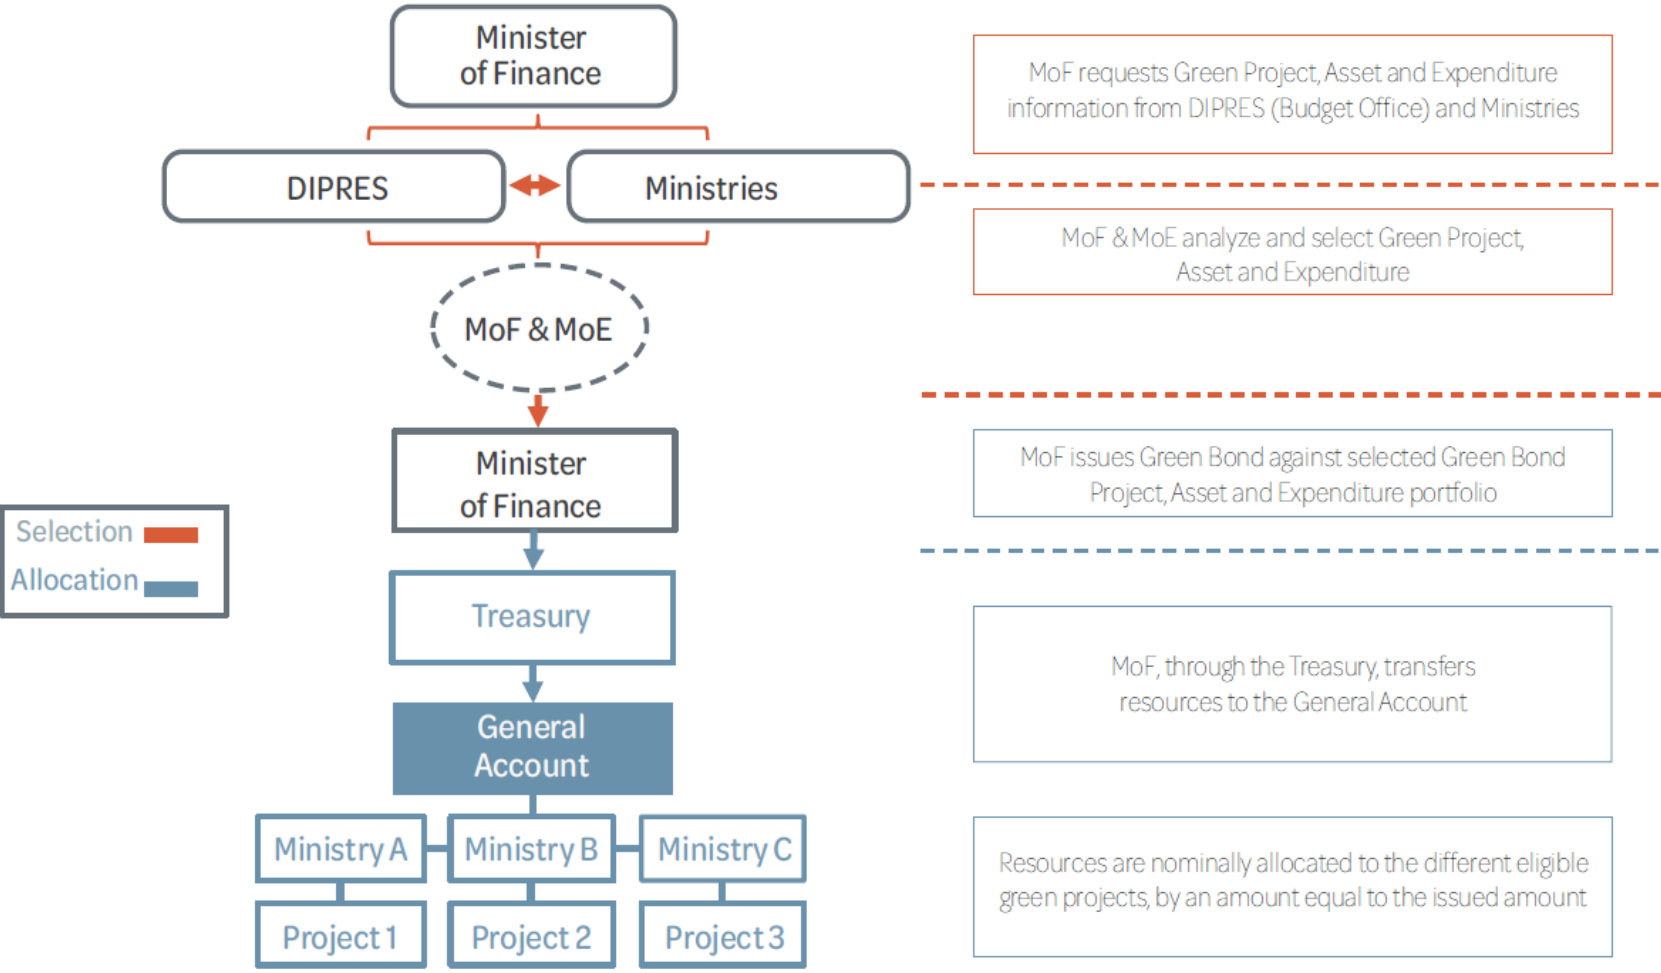 Minister
of Finance
MoF requests Green Project, Asset and Expenditure
information from DIPRES (Budget Office) and Ministries
DIPRES
Ministries
MoF & MoE analyze and select Green Project,
Asset and Expenditure
MoF & MoE
Minister
of Finance
MoF issues Green Bond against selected Green Bond
Project, Asset and Expenditure portfolio
Selection
Allocation
Treasury
MoF, through the Treasury, transfers
resources to the General Account
General
Account
Ministry A
Ministry B
Ministry C
Resources are nominally allocated to the different eligible
green projects, by an amount equal to the issued amount
Project 1
Project 2
Project 3